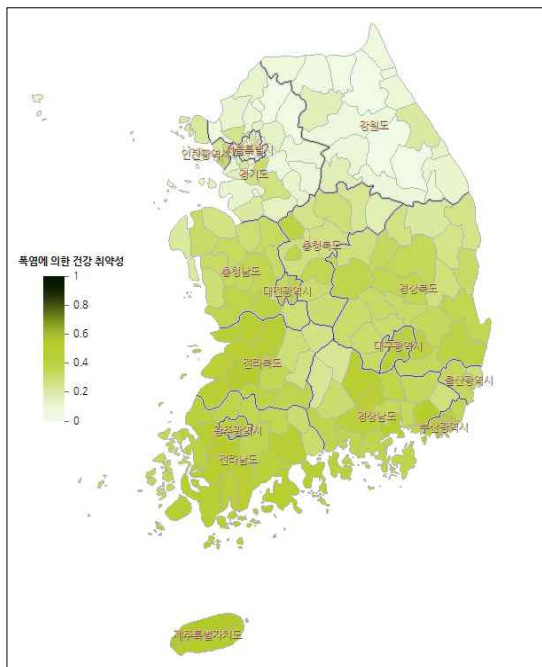 강원도
서울특별시
인천광역시
경기도
폭염에 의한 건강 취약성
1
0.8
0.6
0.4
0.2
0
충청북도
충청남도
대전광역시
경상북도
대구광역시
전라북도
울산광역시
경상남도
부산광역시
광주광역시
전라남도
제주특별자치도